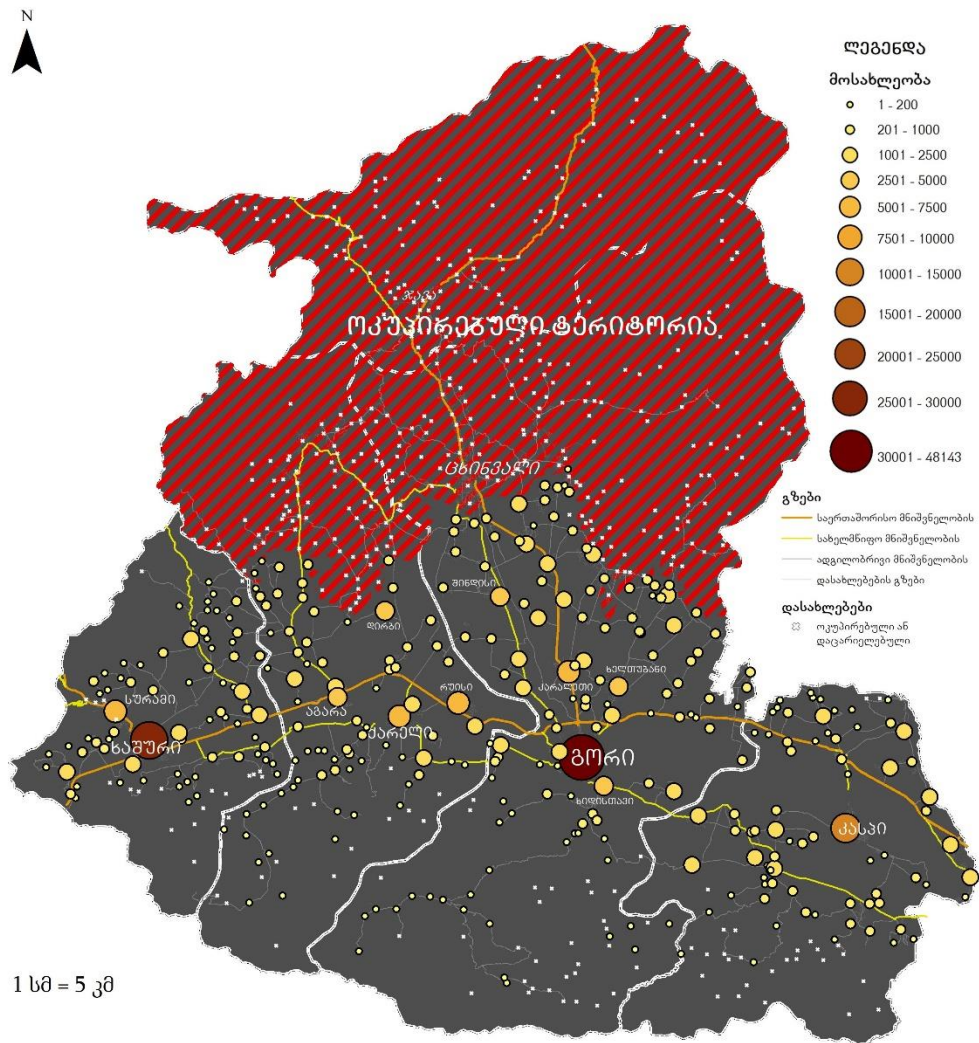 N
ლეგენდა
მოსახლეობა
1 - 200
201 - 1000
1001 - 2500
2501 - 5000
5001 - 7500
7501 - 10000
10001 - 15000
15001 - 20000
20001 - 25000
25001 - 30000
30001 - 48143
გზები
საერთაშორისო მნიშვნელობის
სახელმწიფო მნიშვნელობის
ადგილობრივი მნიშვნელობის
დასახლებების გზები
დასახლებები
ოკუპირებული ან
დაცარიელებული
ჯავა
ოკუპირებული ტერიტორია
ცხინვალი
შინდისი
დირბი
ხელთუბანი
კარალეთი
რუისი
სურამი
აგარა
ქარელი
ხაშური
გორი
ხიდისთავი
კასპი
1 სმ = 5 კმ